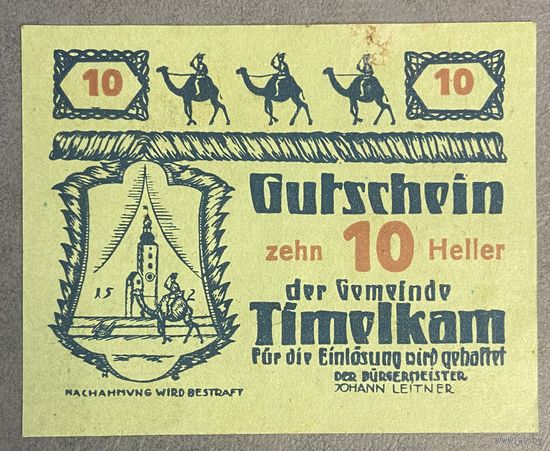 10
10
Gutschein
zehn 10 Heller
der Gemeinde
Timelkam
Für die Einlösung wird gehaftet
DER BÜRGERMEISTER
JOHANN LEITNER
15 12
NACHAHMUNG WIRD BESTRAFT